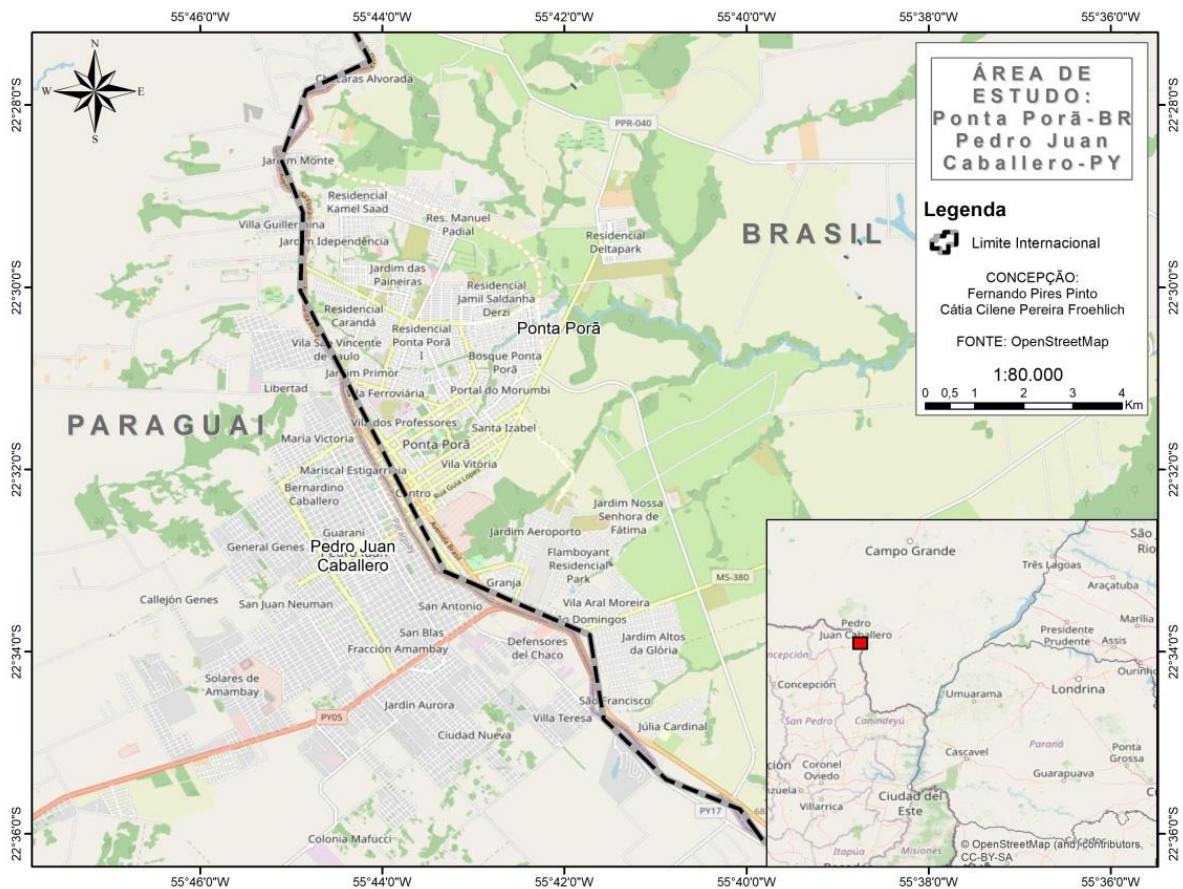 55°46'0"W
55°44'0"W
55°42'0"W
55°40'0"W
55°38'0"W
55°36'0"W
22°28'0"S
22°30'0"S
22°32'0"S
22°34'0"S
22°36'0"S
N
W
E
S
ÁREA DE
ESTUDO:
Ponta Porã-BR
Pedro Juan
Caballero-PY
Legenda
Limite Internacional
CONCEPÇÃO:
Fernando Pires Pinto
Cátia Cilene Pereira Froehlich
FONTE: OpenStreetMap
1:80.000
0 0,5 1 2 3 4
Km
BRASIL
PARAGUAI
Alvorada
PPR-040
Jardim Monte
Residencial
Kamel Saad
Res. Manuel
Padial
Villa Guillermina
Jardim Idependência
Residencial
Deltapark
Jardim das
Paineiras
Residencial
Jamil Saldanha
Derzi
Residencial
Carandá
Residencial
Ponta Porã
I
Ponta Porã
Vila São Vicente
de Paulo
Bosque Ponta
Porã
Jardim Primor
Libertad
Vila Ferroviária
Portal do Morumbi
Vila dos Professores
Santa Izabel
Maria Victoria
Ponta Porã
Mariscal Estigarribia
Vila Vitória
Bernardino
Caballero
Centro
Rua Guia Lopes
Guarani
Avenida Brasil
General Genes
Pedro Juan
Caballero
Jardim Nossa
Senhora de
Fátima
Jardim Aeroporto
Flamboyant
Residencial
Park
Granja
MS-380
Callejón Genes
San Juan Neuman
San Antonio
Vila Aral Moreira
Domingos
San Blas
Fracción Amambay
Defensores
del Chaco
Jardim Altos
da Glória
Solares de
Amambay
Jardín Aurora
São Francisco
PY05
Villa Teresa
Júlia Cardinal
Ciudad Nueva
PY17
Colonia Mafucci
Campo Grande
São
Rio
Três Lagoas
Araçatuba
Pedro
Juan Caballero
Presidente
Prudente
Marília
Assis
Concepción
Concepción
Umuarama
Londrina
Ourinho
San Pedro
Canindeyú
Coronel
Oviedo
Cascavel
Paraná
Ponta
Grossa
Guarapuava
Villarrica
Ciudad del
Este
Itapúa
Misiones
© OpenStreetMap (and) contributors,
CC-BY-SA